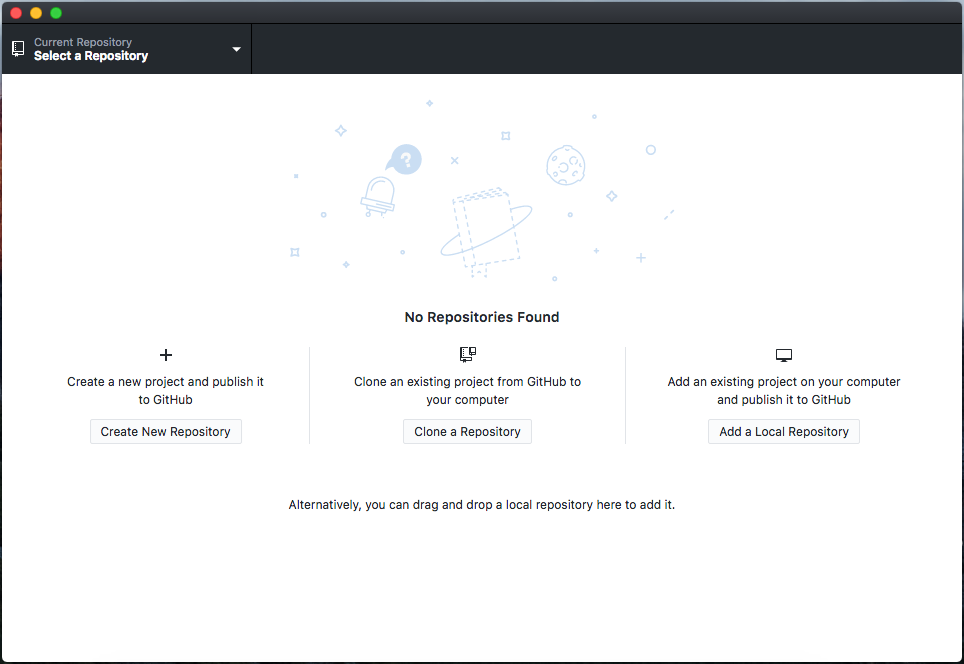 Current Repository
Select a Repository
?
No Repositories Found
Create a new project and publish it
to GitHub
Create New Repository
Clone an existing project from GitHub to
your computer
Clone a Repository
Add an existing project on your computer
and publish it to GitHub
Add a Local Repository
Alternatively, you can drag and drop a local repository here to add it.